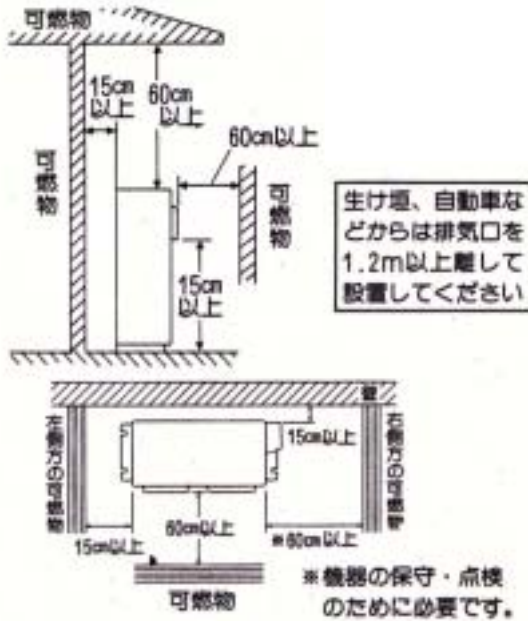 可燃物
15cm
以上
60cm
以上
60cm以上
可燃物
可燃物
15cm
以上
生け垣、自動車な
どからは排気口を
1.2m以上離して
設置してください
壁
15cm以上
左側方の可燃物
右側方の可燃物
15cm以上
60cm以上
※60cm以上
可燃物
※機器の保守・点検
のために必要です。